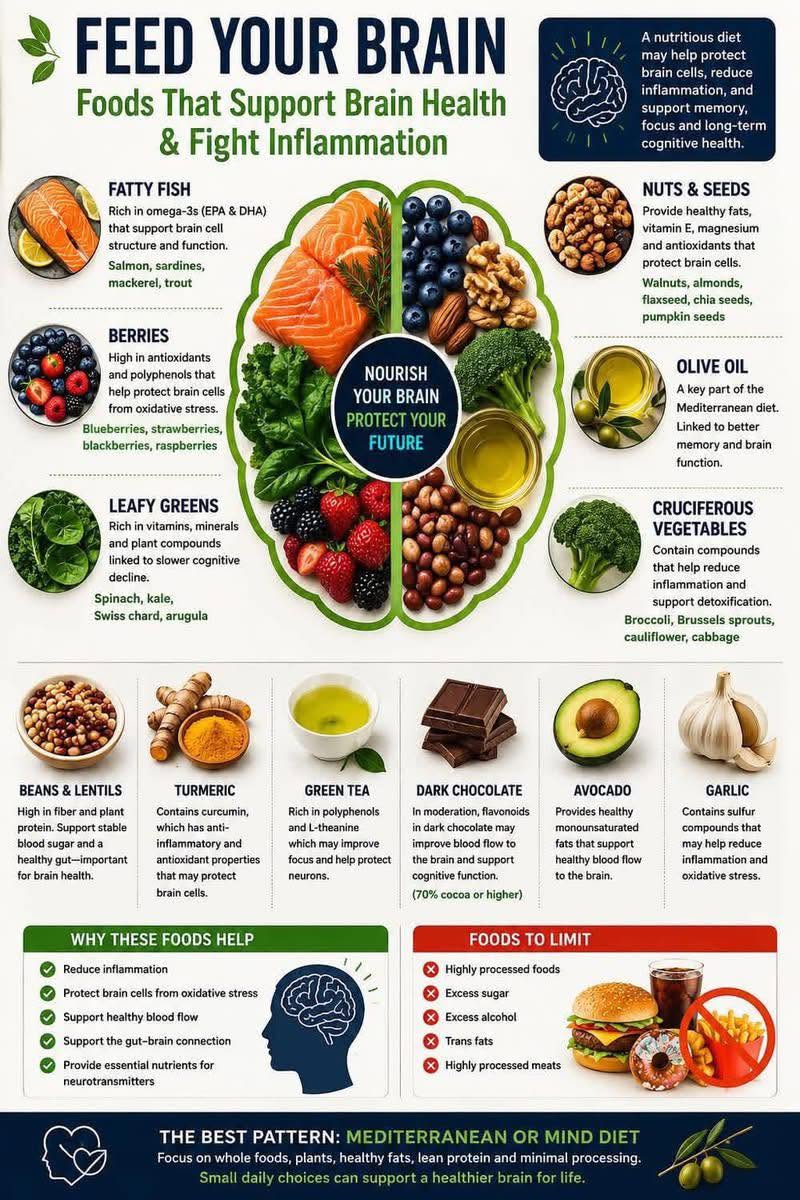 FEED YOUR BRAIN
Foods That Support Brain Health
& Fight Inflammation
A nutritious diet
may help protect
brain cells, reduce
inflammation, and
support memory,
focus and long-term
cognitive health.
FATTY FISH
Rich in omega-3s (EPA & DHA)
that support brain cell
structure and function.
Salmon, sardines,
mackerel, trout
BERRIES
High in antioxidants
and polyphenols that
help protect brain cells
from oxidative stress.
Blueberries, strawberries,
blackberries, raspberries
LEAFY GREENS
Rich in vitamins, minerals
and plant compounds
linked to slower cognitive
decline.
Spinach, kale,
Swiss chard, arugula
NOURISH
YOUR BRAIN
PROTECT YOUR
FUTURE
NUTS & SEEDS
Provide healthy fats,
vitamin E, magnesium
and antioxidants that
protect brain cells.
Walnuts, almonds,
flaxseed, chia seeds,
pumpkin seeds
OLIVE OIL
A key part of the
Mediterranean diet.
Linked to better
memory and brain
function.
CRUCIFEROUS
VEGETABLES
Contain compounds
that help reduce
inflammation and
support detoxification.
Broccoli, Brussels sprouts,
cauliflower, cabbage
BEANS & LENTILS
High in fiber and plant
protein. Support stable
blood sugar and a
healthy gut—important
for brain health.
TURMERIC
Contains curcumin,
which has anti-
inflammatory and
antioxidant properties
that may protect
brain cells.
GREEN TEA
Rich in polyphenols
and L-theanine
which may improve
focus and help protect
neurons.
DARK CHOCOLATE
In moderation, flavonoids
in dark chocolate may
improve blood flow to
the brain and support
cognitive function.
(70% cocoa or higher)
AVOCADO
Provides healthy
monounsaturated
fats that support
healthy blood flow
to the brain.
GARLIC
Contains sulfur
compounds that
may help reduce
inflammation and
oxidative stress.
WHY THESE FOODS HELP
Reduce inflammation
Protect brain cells from oxidative stress
Support healthy blood flow
Support the gut–brain connection
Provide essential nutrients for
neurotransmitters
FOODS TO LIMIT
Highly processed foods
Excess sugar
Excess alcohol
Trans fats
Highly processed meats
THE BEST PATTERN: MEDITERRANEAN OR MIND DIET
Focus on whole foods, plants, healthy fats, lean protein and minimal processing.
Small daily choices can support a healthier brain for life.